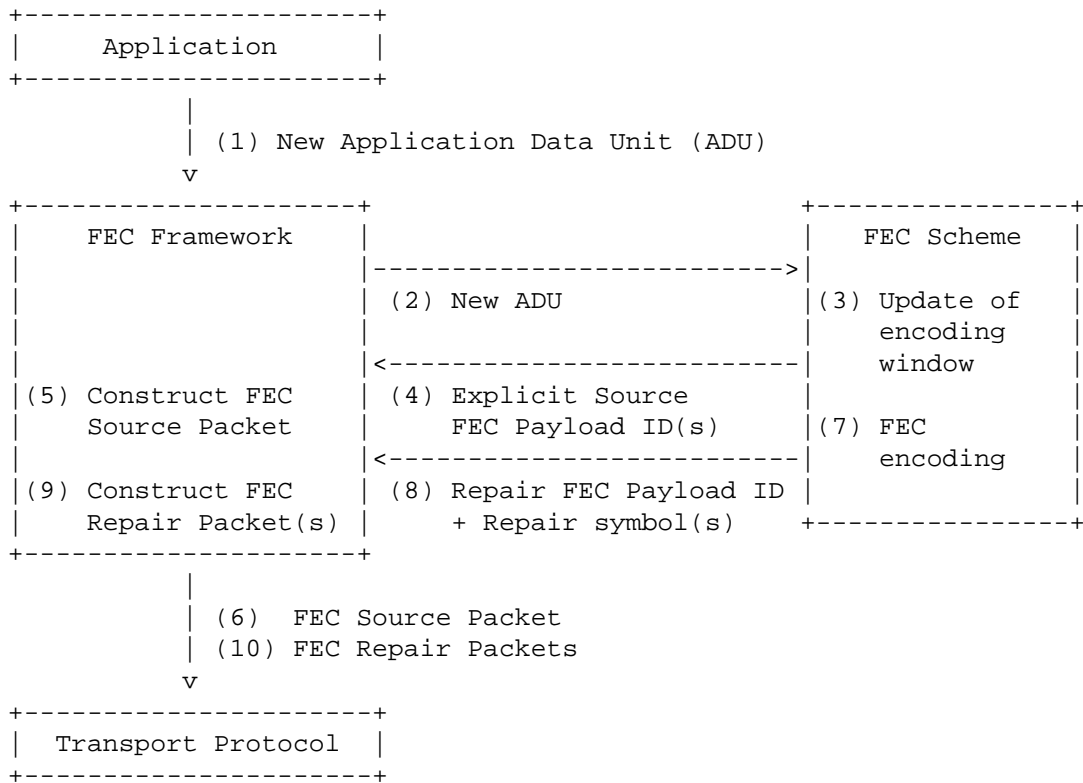 Application
(1) New Application Data Unit (ADU)
FEC Framework FEC Scheme
(2) New ADU (3) Update of
encoding
window
(5) Construct FEC (4) Explicit Source
Source Packet FEC Payload ID(s) (7) FEC
encoding
(9) Construct FEC (8) Repair FEC Payload ID
Repair Packet(s) + Repair symbol(s)
(6) FEC Source Packet
(10) FEC Repair Packets
Transport Protocol